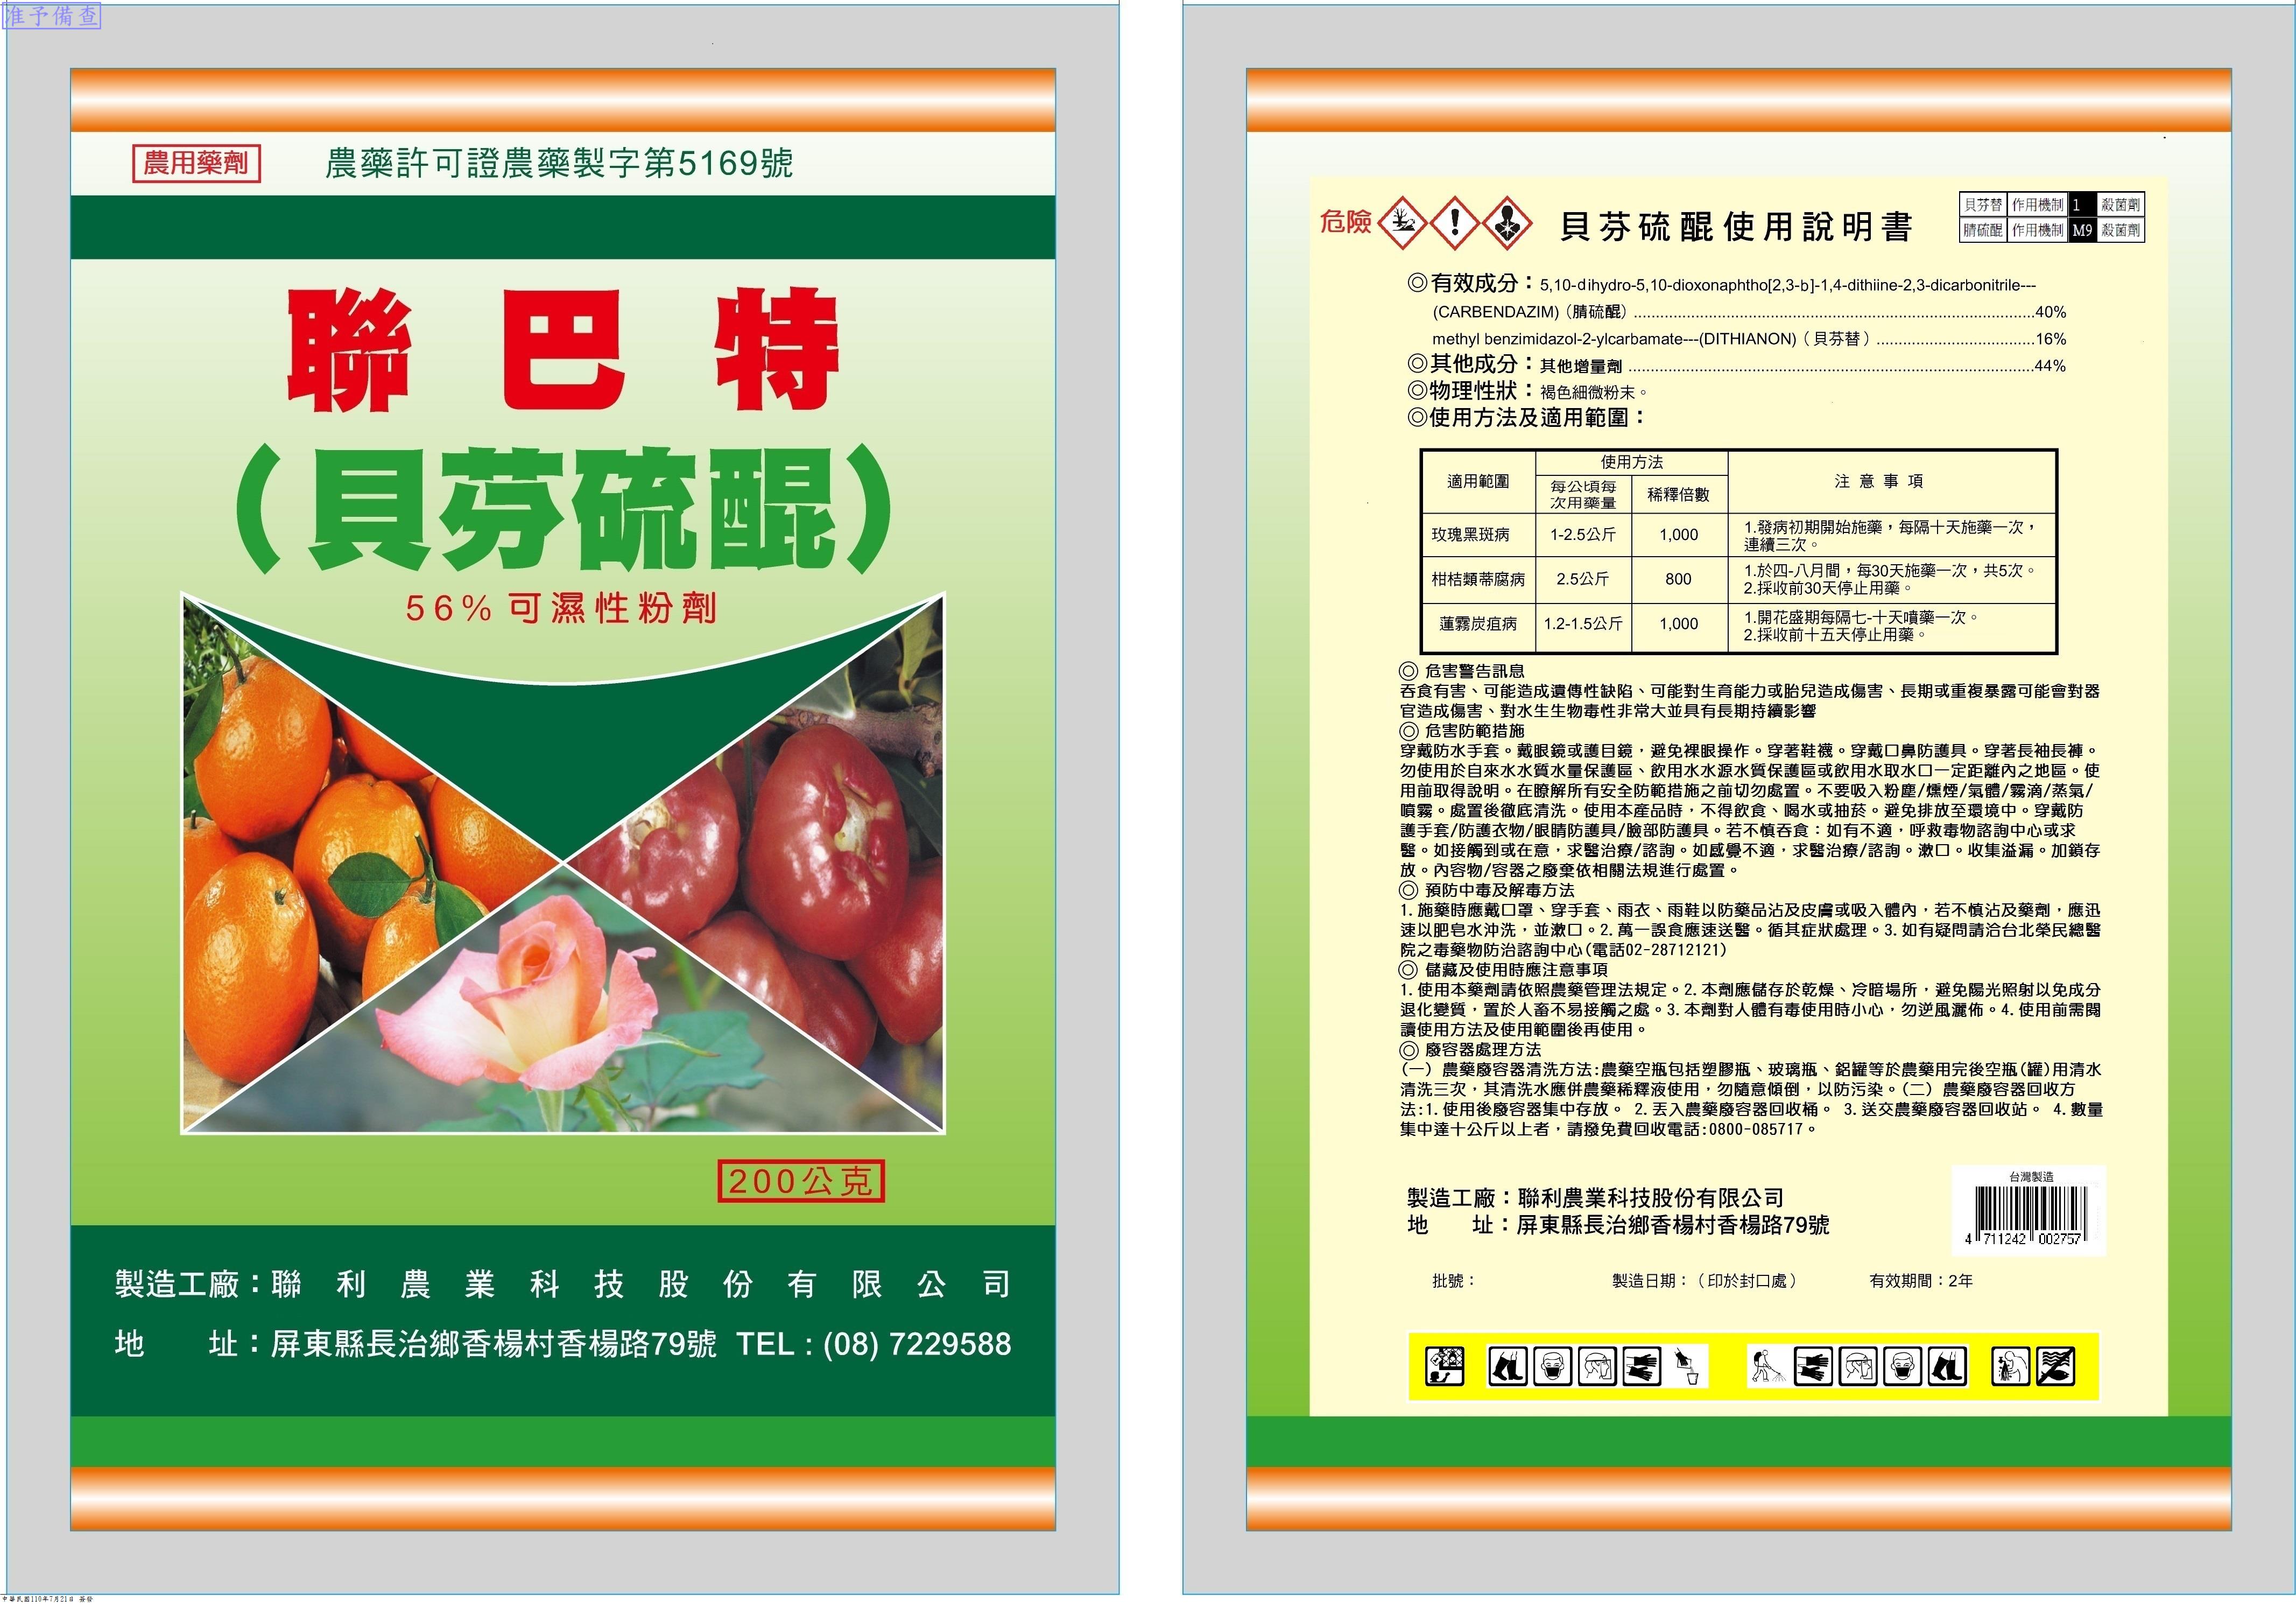 准予備查
農用藥劑
農藥許可證農藥製字第5169號
聯巴特
(貝芬硫醌)
56%可濕性粉劑
200公克
製造工廠：聯利農業科技股份有限公司
地　　址：屏東縣長治鄉香楊村香楊路79號 TEL : (08) 7229588
中華民國110年7月21日 簽發
危險
貝芬硫醌使用說明書
貝芬替 作用機制 1 殺菌劑
腈硫醌 作用機制 M9 殺菌劑
◎有效成分：5,10-dihydro-5,10-dioxonaphtho[2,3-b]-1,4-dithiine-2,3-dicarbonitrile---
(CARBENDAZIM)（腈硫醌）....................40%
methyl benzimidazol-2-ylcarbamate---(DITHIANON)（貝芬替）....................16%
◎其他成分：其他增量劑....................44%
◎物理性狀：褐色細微粉末。
◎使用方法及適用範圍：
適用範圍 使用方法 注意事項
每公頃每次用藥量 稀釋倍數
玫瑰黑斑病 1-2.5公斤 1,000 1.發病初期開始施藥，每隔十天施藥一次，
連續三次。
柑桔類蒂腐病 2.5公斤 800 1.於四-八月間，每30天施藥一次，共5次。
2.採收前30天停止用藥。
蓮霧炭疽病 1.2-1.5公斤 1,000 1.開花盛期每隔七-十天噴藥一次。
2.採收前十五天停止用藥。
◎ 危害警告訊息
吞食有害、可能造成遺傳性缺陷、可能對生育能力或胎兒造成傷害、長期或重複暴露可能會對器
官造成傷害、對水生生物毒性非常大並具有長期持續影響
◎ 危害防範措施
穿戴防水手套。戴眼鏡或護目鏡，避免裸眼操作。穿著鞋襪。穿戴口鼻防護具。穿著長袖長褲。
勿使用於自來水水質水量保護區、飲用水水源水質保護區或飲用水取水口一定距離內之地區。使
用前取得說明。在瞭解所有安全防範措施之前切勿處置。不要吸入粉塵/燻煙/氣體/霧滴/蒸氣/
噴霧。處置後徹底清洗。使用本產品時，不得飲食、喝水或抽菸。避免排放至環境中。穿戴防
護手套/防護衣物/眼睛防護具/臉部防護具。若不慎吞食：如有不適，呼救毒物諮詢中心或求
醫。如接觸到或在意，求醫治療/諮詢。如感覺不適，求醫治療/諮詢。漱口。收集溢漏。加鎖存
放。內容物/容器之廢棄依相關法規進行處置。
◎ 預防中毒及解毒方法
1.施藥時應戴口罩、穿手套、雨衣、雨鞋以防藥品沾及皮膚或吸入體內，若不慎沾及藥劑，應迅
速以肥皂水沖洗，並漱口。2.萬一誤食應速送醫。循其症狀處理。3.如有疑問請洽台北榮民總醫
院之毒藥物防治諮詢中心(電話02-28712121)
◎ 儲藏及使用時應注意事項
1.使用本藥劑請依照農藥管理法規定。2.本劑應儲存於乾燥、冷暗場所，避免陽光照射以免成分
退化變質，置於人畜不易接觸之處。3.本劑對人體有毒使用時小心，勿逆風灑佈。4.使用前需閱
讀使用方法及使用範圍後再使用。
◎ 廢容器處理方法
(一) 農藥廢容器清洗方法:農藥空瓶包括塑膠瓶、玻璃瓶、鋁罐等於農藥用完後空瓶(罐)用清水
清洗三次，其清洗水應併農藥稀釋液使用，勿隨意傾倒，以防污染。(二) 農藥廢容器回收方
法:1.使用後廢容器集中存放。 2.丟入農藥廢容器回收桶。 3.送交農藥廢容器回收站。 4.數量
集中達十公斤以上者，請撥免費回收電話:0800-085717。
製造工廠：聯利農業科技股份有限公司
地　　址：屏東縣長治鄉香楊村香楊路79號
台灣製造
4 711242 002757
批號： 製造日期：（印於封口處） 有效期間：2年